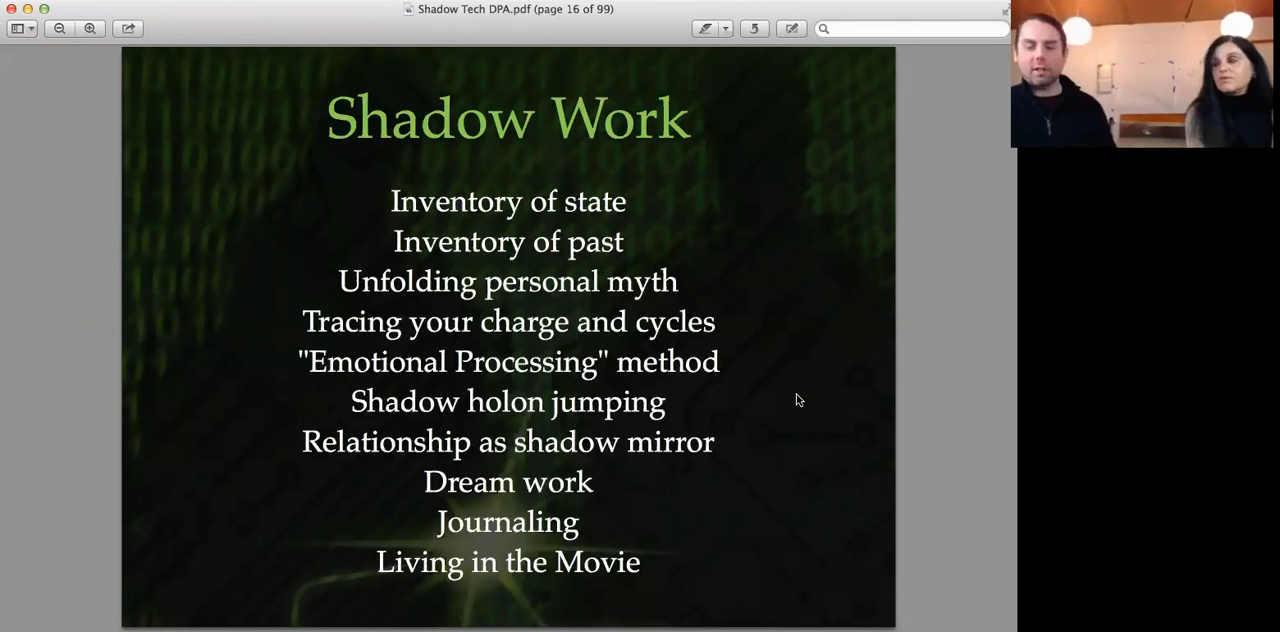 Shadow Tech DPA.pdf (page 16 of 99)
Shadow Work
Inventory of state
Inventory of past
Unfolding personal myth
Tracing your charge and cycles
"Emotional Processing" method
Shadow holon jumping
Relationship as shadow mirror
Dream work
Journaling
Living in the Movie